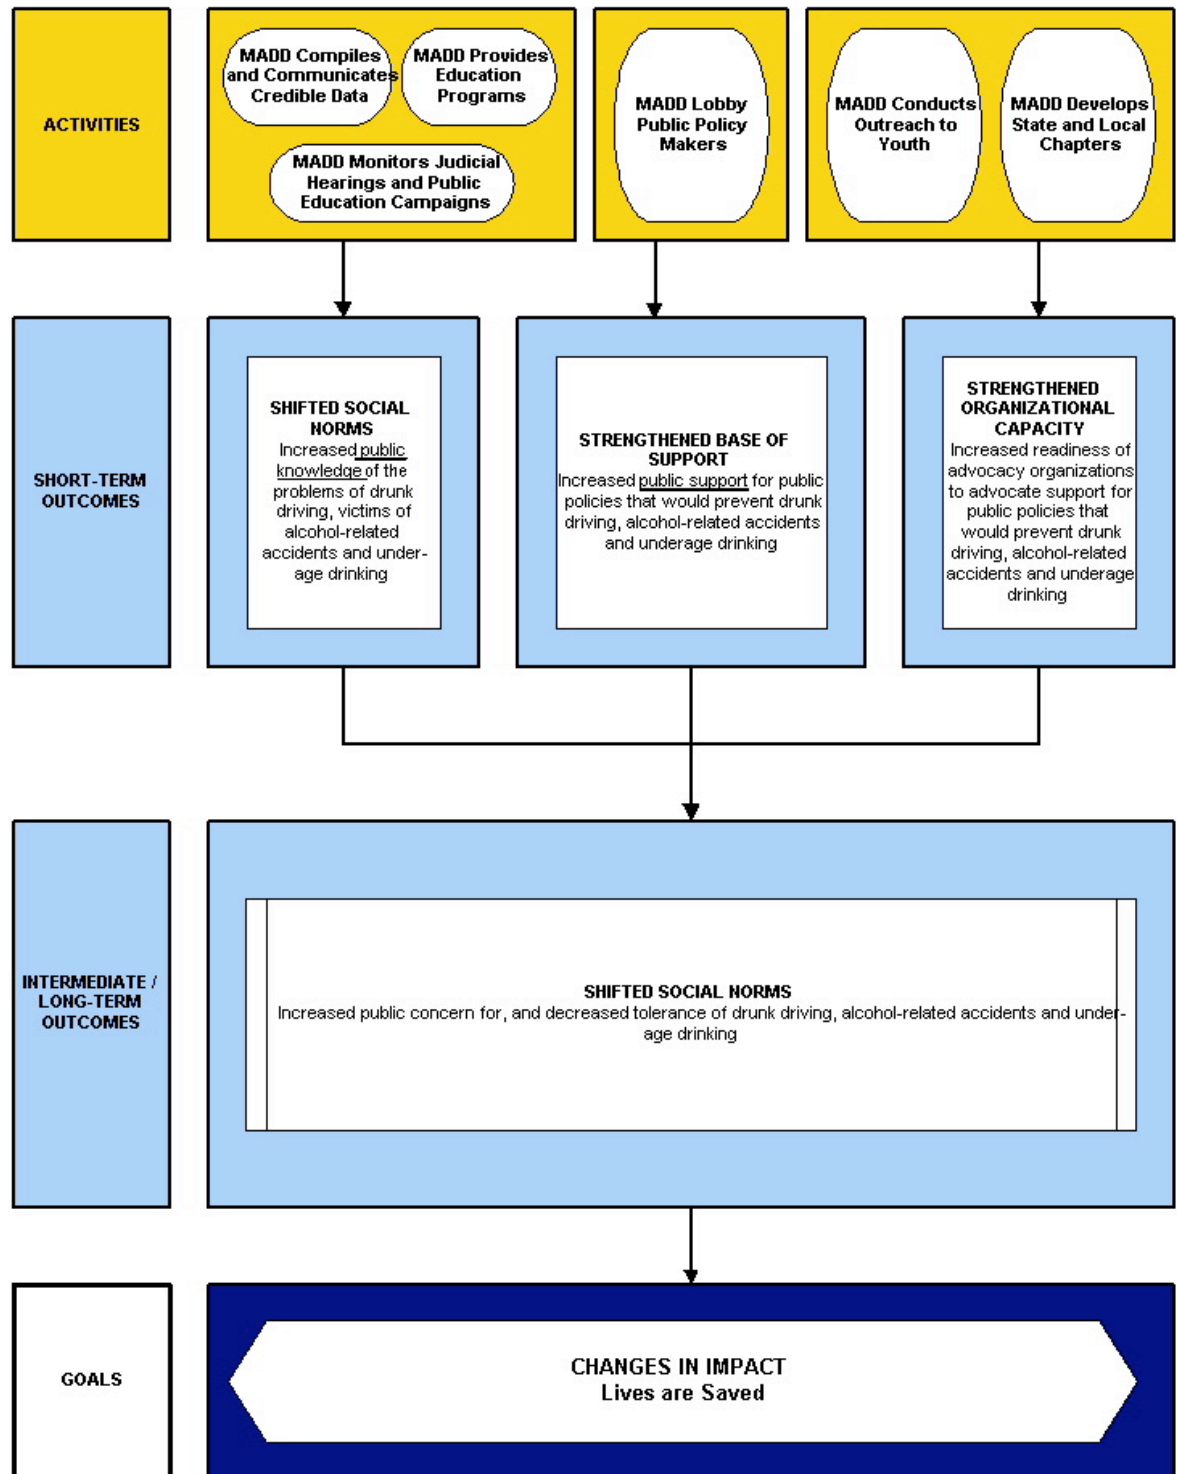 ACTIVITIES
MADD Compiles
and Communicates
Credible Data
MADD Provides
Education
Programs
MADD Monitors Judicial
Hearings and Public
Education Campaigns
MADD Lobby
Public Policy
Makers
MADD Conducts
Outreach to
Youth
MADD Develops
State and Local
Chapters
SHORT-TERM
OUTCOMES
SHIFTED SOCIAL
NORMS
Increased public
knowledge of the
problems of drunk
driving, victims of
alcohol-related
accidents and under-
age drinking
STRENGTHENED BASE OF
SUPPORT
Increased public support for public
policies that would prevent drunk
driving, alcohol-related accidents
and underage drinking
STRENGTHENED
ORGANIZATIONAL
CAPACITY
Increased readiness of
advocacy organizations
to advocate support for
public policies that
would prevent drunk
driving, alcohol-related
accidents and underage
drinking
INTERMEDIATE /
LONG-TERM
OUTCOMES
SHIFTED SOCIAL NORMS
Increased public concern for, and decreased tolerance of drunk driving, alcohol-related accidents and under-
age drinking
GOALS
CHANGES IN IMPACT
Lives are Saved